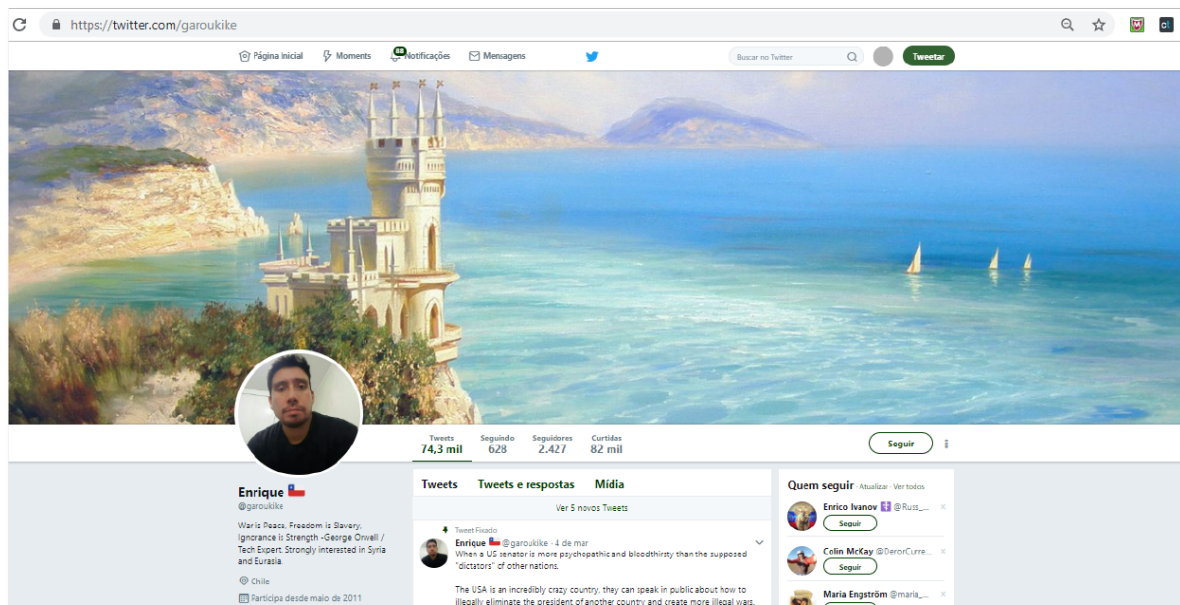 https://twitter.com/garoukike
Página Inicial
Moments
88
Notificações
Mensagens
Buscar no Twitter
Tweetar
Tweets
74,3 mil
Seguindo
628
Seguidores
2.427
Curtidas
82 mil
Seguir
Enrique
@garoukike
War is Peace, Freedom is Slavery,
Ignorance is Strength -George Orwell /
Tech Expert. Strongly interested in Syria
and Eurasia.
Chile
Participa desde maio de 2011
Tweets
Tweets e respostas
Mídia
Ver 5 novos Tweets
Tweet Fixado
Enrique @garoukike · 4 de mar
When a US senator is more psychopathic and bloodthirsty than the supposed
"dictators" of other nations.
The USA is an incredibly crazy country, they can speak in public about how to
illegally eliminate the president of another country and create more illegal wars.
Quem seguir · Atualizar · Ver todos
Enrico Ivanov @Russ_...
Seguir
Colin McKay @DerorCurre...
Seguir
Maria Engström @maria_...